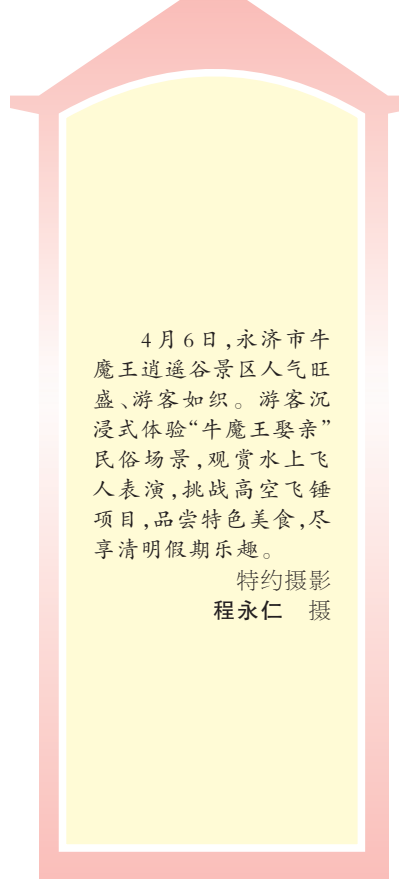 4月6日,永济市牛
魔王逍遥谷景区人气旺
盛、游客如织。游客沉
浸式体验“牛魔王娶亲”
民俗场景,观赏水上飞
人表演,挑战高空飞锤
项目,品尝特色美食,尽
享清明假期乐趣。
特约摄影
程永仁 摄